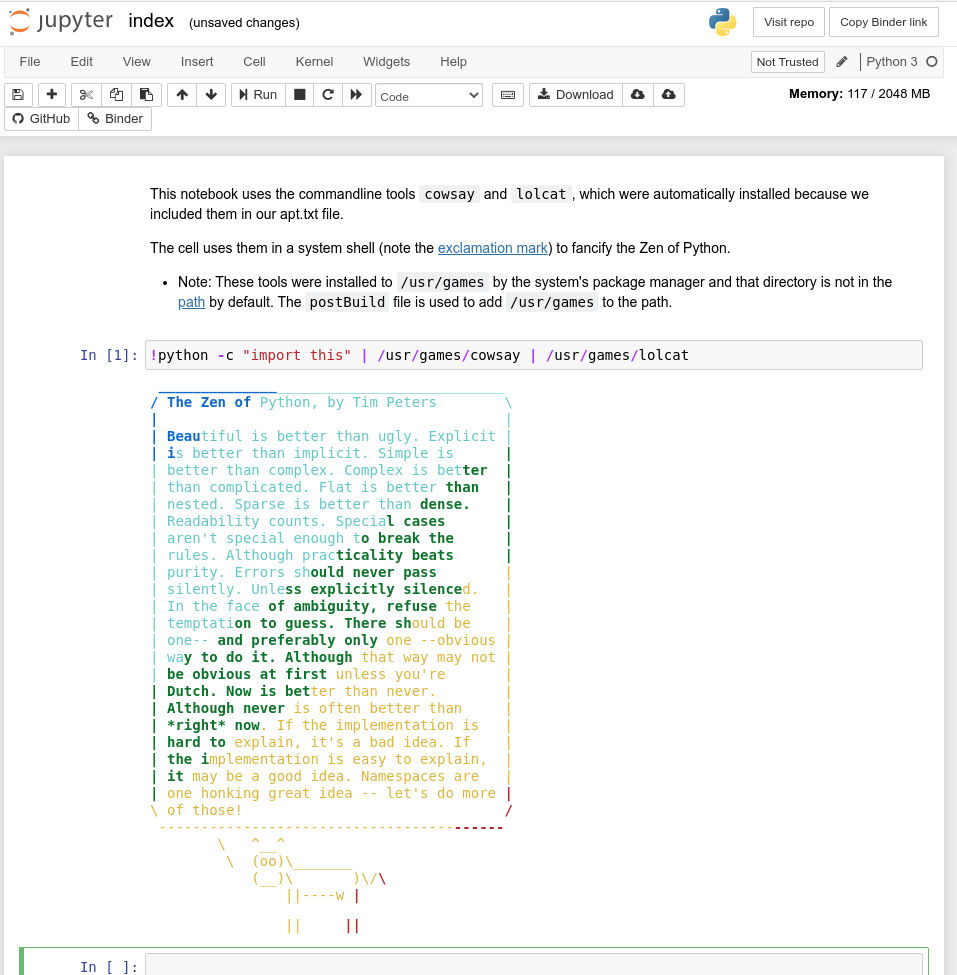 jupyter index (unsaved changes) Visit repo Copy Binder link
File Edit View Insert Cell Kernel Widgets Help Not Trusted Python 3
Run Code Download Memory: 117 / 2048 MB
GitHub Binder
This notebook uses the commandline tools cowsay and lolcat , which were automatically installed because we
included them in our apt.txt file.
The cell uses them in a system shell (note the exclamation mark) to fancify the Zen of Python.
• Note: These tools were installed to /usr/games by the system's package manager and that directory is not in the
path by default. The postBuild file is used to add /usr/games to the path.
In [1]: !python -c "import this" | /usr/games/cowsay | /usr/games/lolcat
 _________________________________________
/ The Zen of Python, by Tim Peters        \
|                                         |
| Beautiful is better than ugly. Explicit |
| is better than implicit. Simple is      |
| better than complex. Complex is better  |
| than complicated. Flat is better than   |
| nested. Sparse is better than dense.    |
| Readability counts. Special cases       |
| aren't special enough to break the      |
| rules. Although practicality beats      |
| purity. Errors should never pass        |
| silently. Unless explicitly silenced.   |
| In the face of ambiguity, refuse the    |
| temptation to guess. There should be    |
| one-- and preferably only one --obvious |
| way to do it. Although that way may not |
| be obvious at first unless you're       |
| Dutch. Now is better than never.        |
| Although never is often better than     |
| *right* now. If the implementation is   |
| hard to explain, it's a bad idea. If    |
| the implementation is easy to explain,  |
| it may be a good idea. Namespaces are   |
| one honking great idea -- let's do more |
\ of those!                               /
 -----------------------------------------
        \   ^__^
         \  (oo)\_______
            (__)\       )\/\
                ||----w |
                ||     ||
In [ ]: